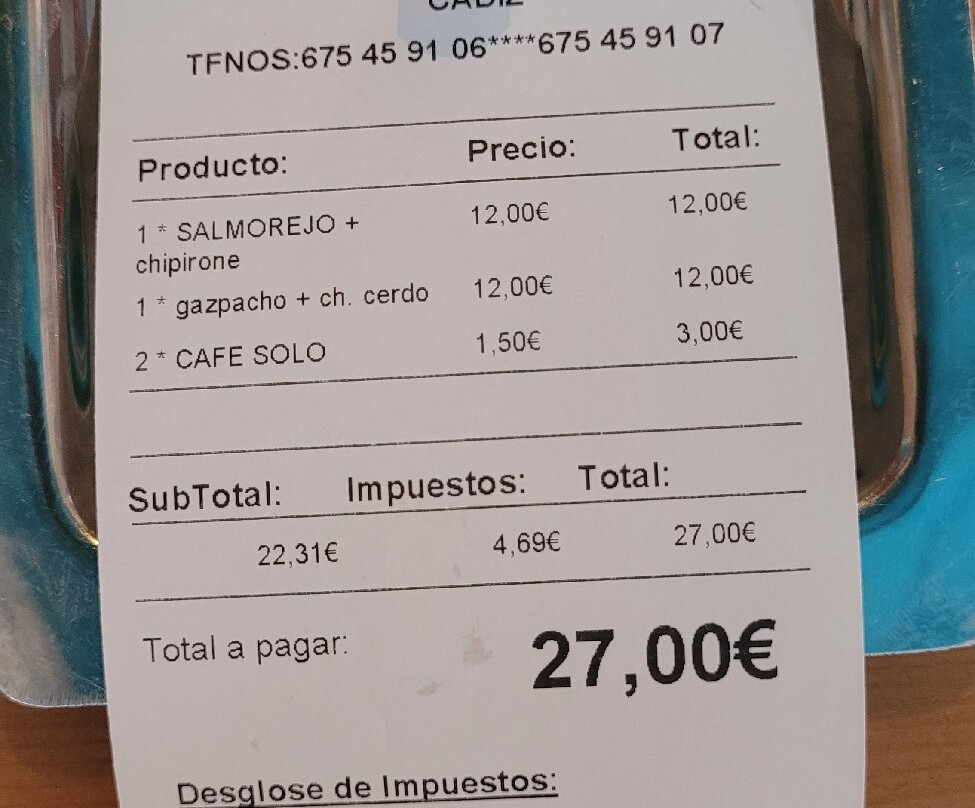 CADIZ
TFNOS:675 45 91 06****675 45 91 07
Producto: Precio: Total:
1 * SALMOREJO + 12,00€ 12,00€
chipirone
1 * gazpacho + ch. cerdo 12,00€ 12,00€
2 * CAFE SOLO 1,50€ 3,00€
SubTotal: Impuestos: Total:
22,31€ 4,69€ 27,00€
Total a pagar: 27,00€
Desglose de Impuestos: